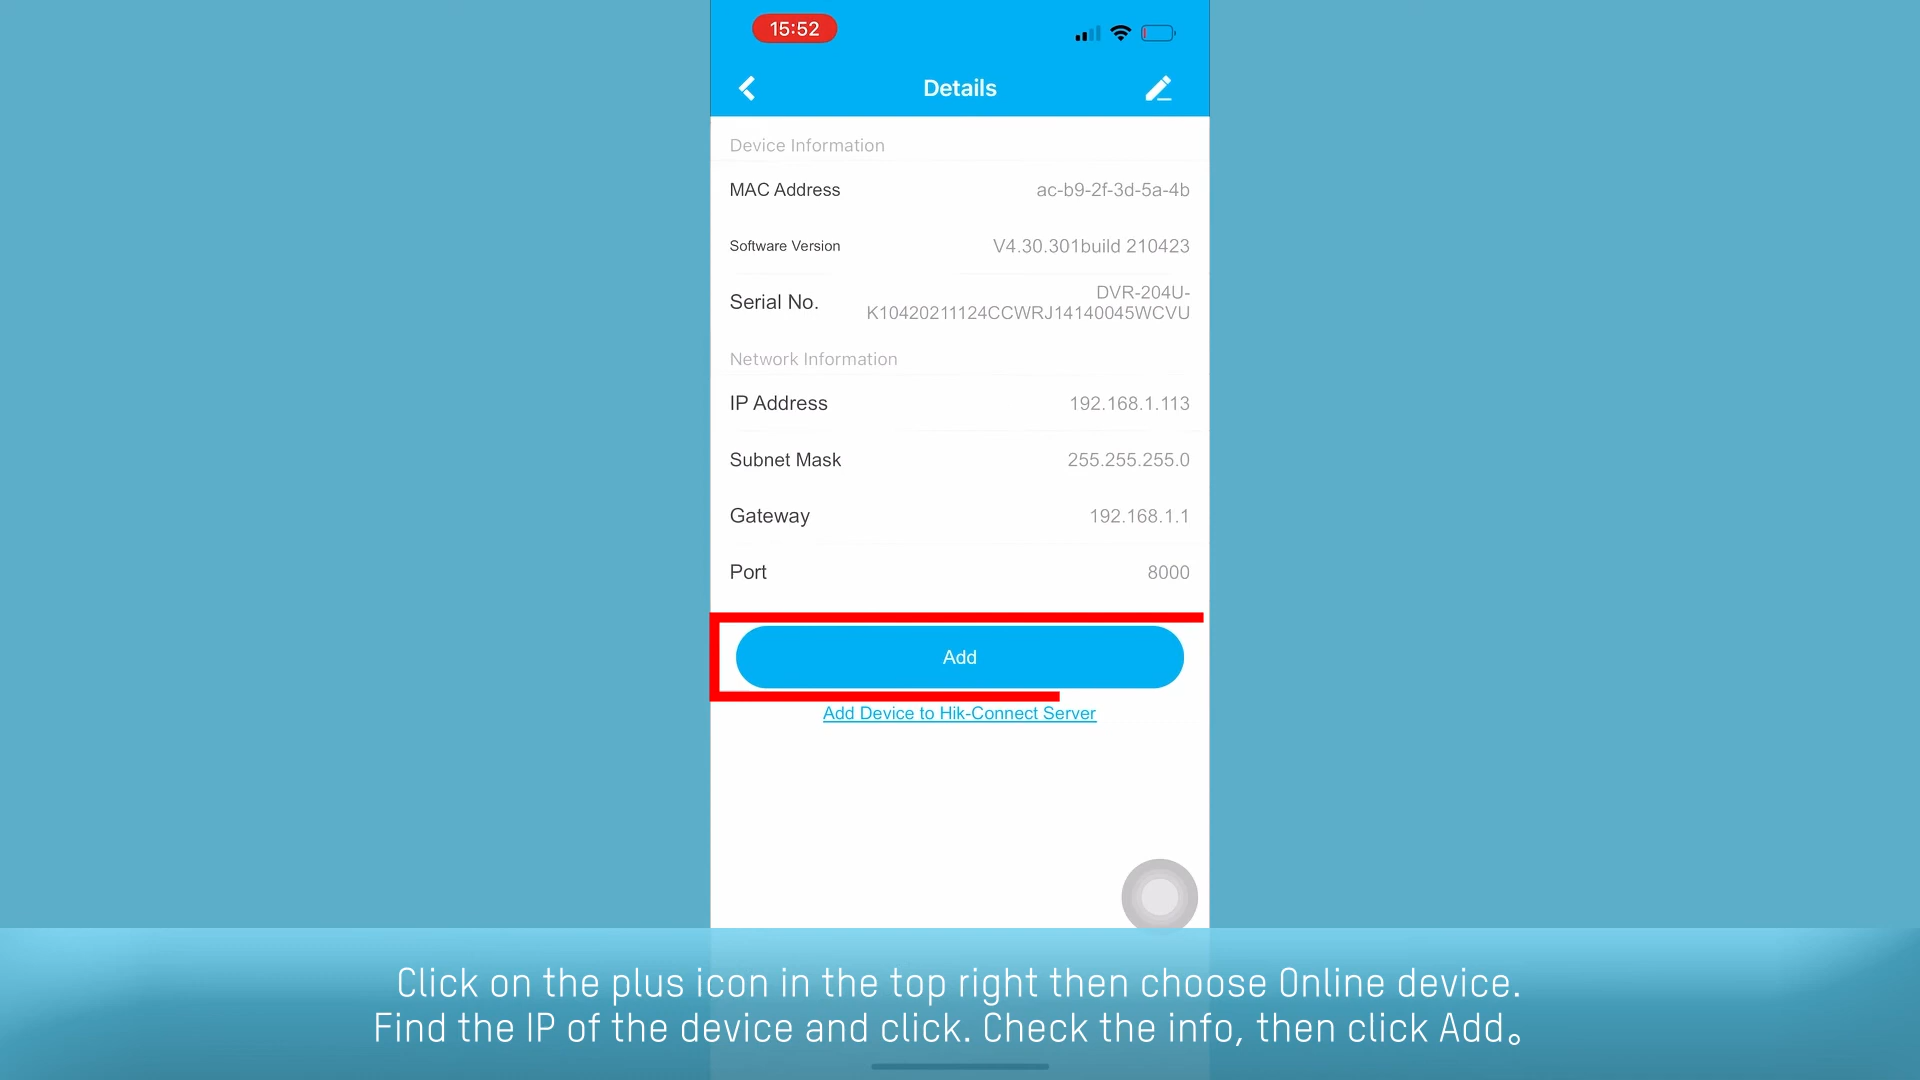 15:52
Details
Device Information
MAC Address ac-b9-2f-3d-5a-4b
Software Version V4.30.301build 210423
Serial No. DVR-204U-
K10420211124CCWRJ14140045WCVU
Network Information
IP Address 192.168.1.113
Subnet Mask 255.255.255.0
Gateway 192.168.1.1
Port 8000
Add
Add Device to Hik-Connect Server
Click on the plus icon in the top right then choose Online device.
Find the IP of the device and click. Check the info, then click Add。